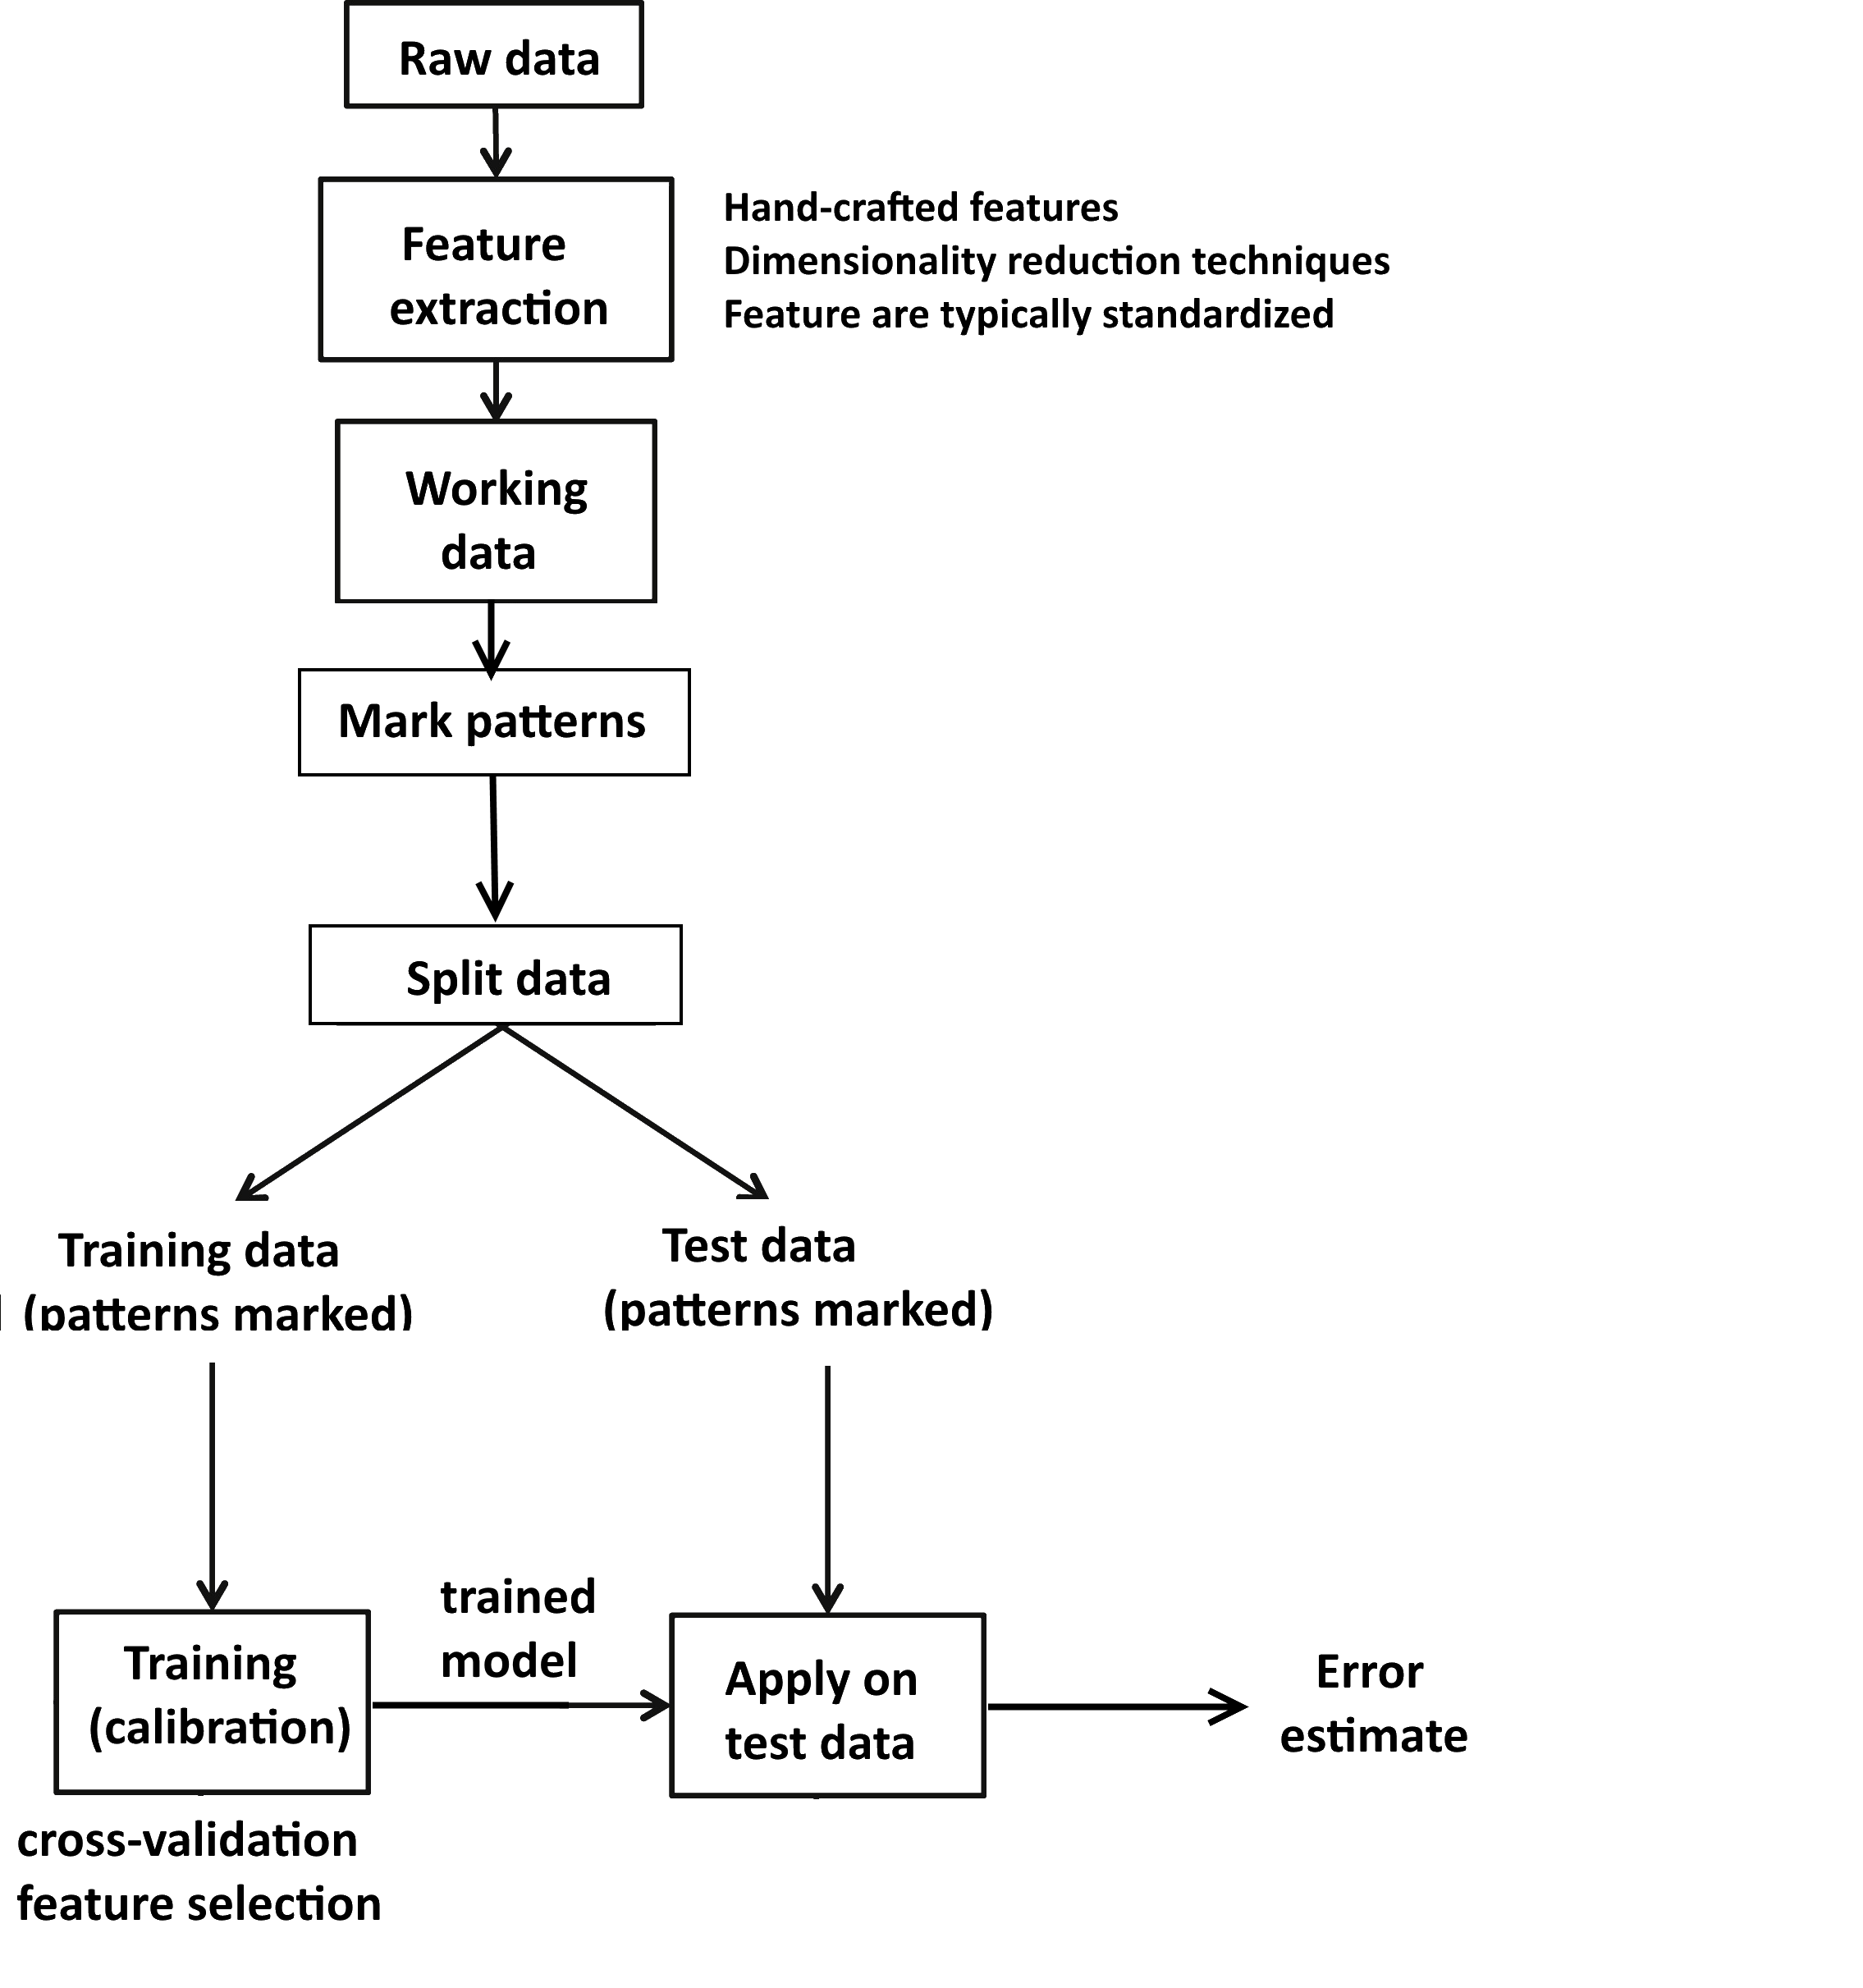 Raw data
Feature
extraction
Hand-crafted features
Dimensionality reduction techniques
Feature are typically standardized
Working
data
Mark patterns
Split data
Training data
(patterns marked)
Test data
(patterns marked)
trained
model
Training
(calibration)
Apply on
test data
Error
estimate
cross-validation
feature selection